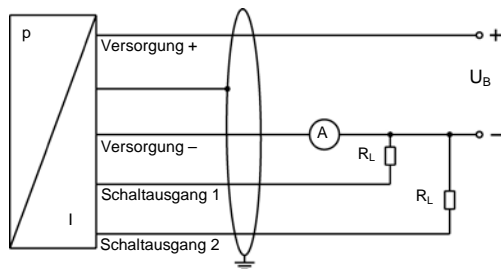 p
Versorgung +
+
U_B
A
–
Versorgung –
R_L
Schaltausgang 1
R_L
I
Schaltausgang 2